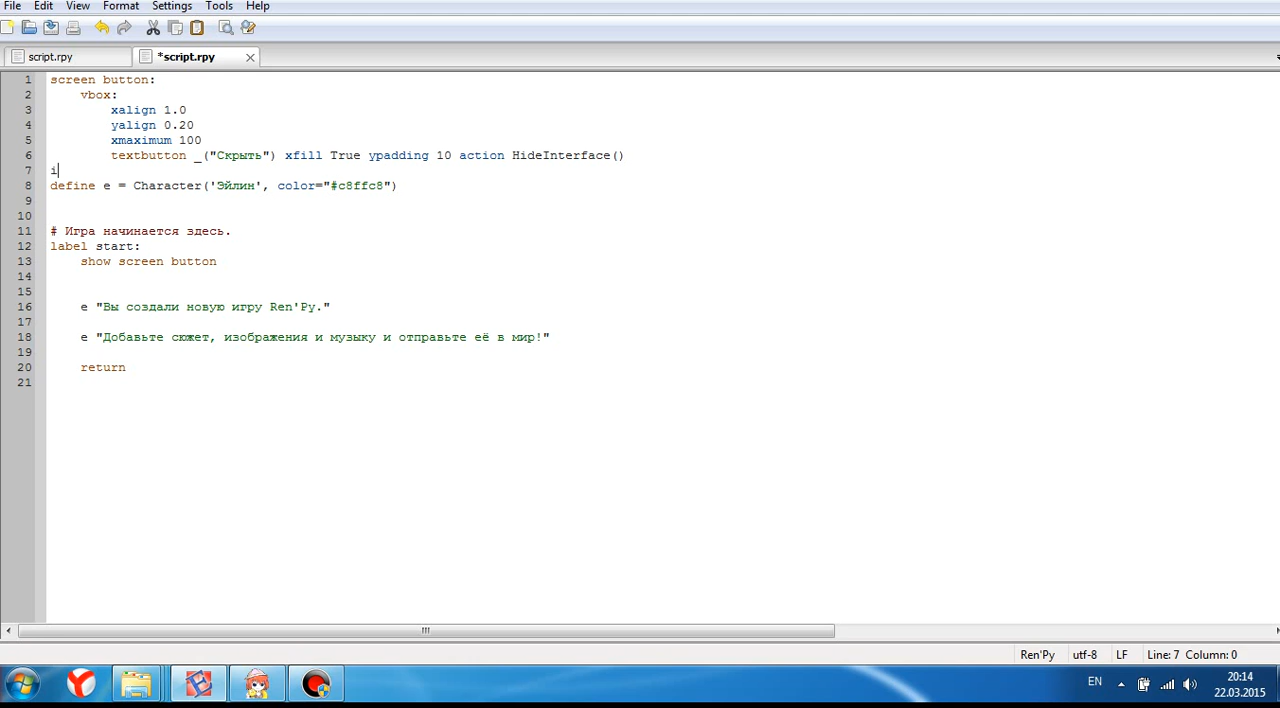 File Edit View Format Settings Tools Help
script.rpy *script.rpy
1 screen button:
2 vbox:
3 xalign 1.0
4 yalign 0.20
5 xmaximum 100
6 textbutton _("Скрыть") xfill True ypadding 10 action HideInterface()
7 i
8 define e = Character('Эйлин', color="#c8ffc8")
9
10
11 # Игра начинается здесь.
12 label start:
13 show screen button
14
15
16 e "Вы создали новую игру Ren'Py."
17
18 e "Добавьте сюжет, изображения и музыку и отправьте её в мир!"
19
20 return
21
Ren'Py utf-8 LF Line: 7 Column: 0
EN 20:14
22.03.2015